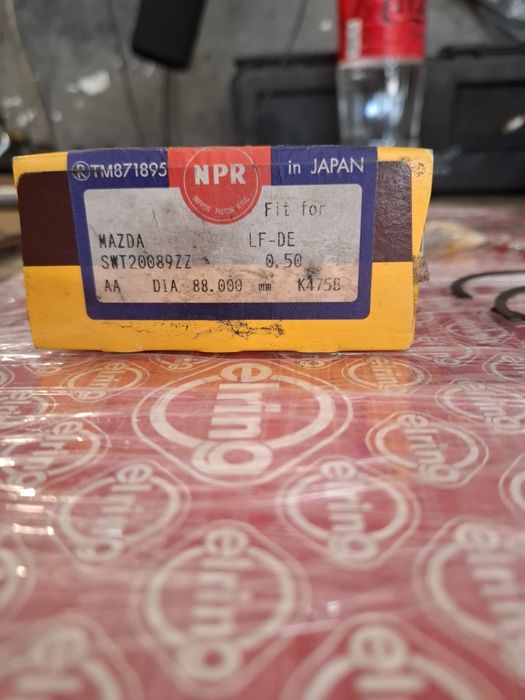 ®TM871895 NPR in JAPAN
NIPPON PISTON RING
Fit for
MAZDA LF-DE
SWT20089ZZ 0.50
AA DIA 88.000 mm K475B
elring
elring
elring
elring
elring
elring
elring
elring
elring